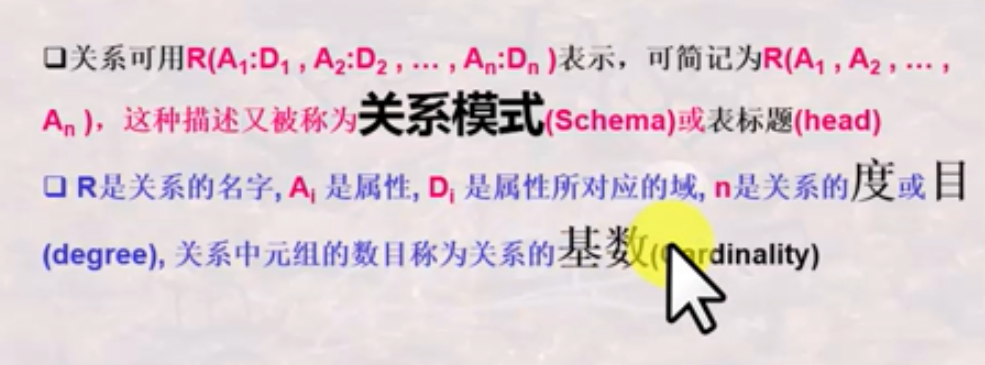 ❑关系可用R(A₁:D₁ , A₂:D₂ , … , Aₙ:Dₙ )表示，可简记为R(A₁ , A₂ , … ,
Aₙ )，这种描述又被称为关系模式(Schema)或表标题(head)
❑ R是关系的名字, Aᵢ 是属性, Dᵢ 是属性所对应的域, n是关系的度或目
(degree), 关系中元组的数目称为关系的基数(Cardinality)